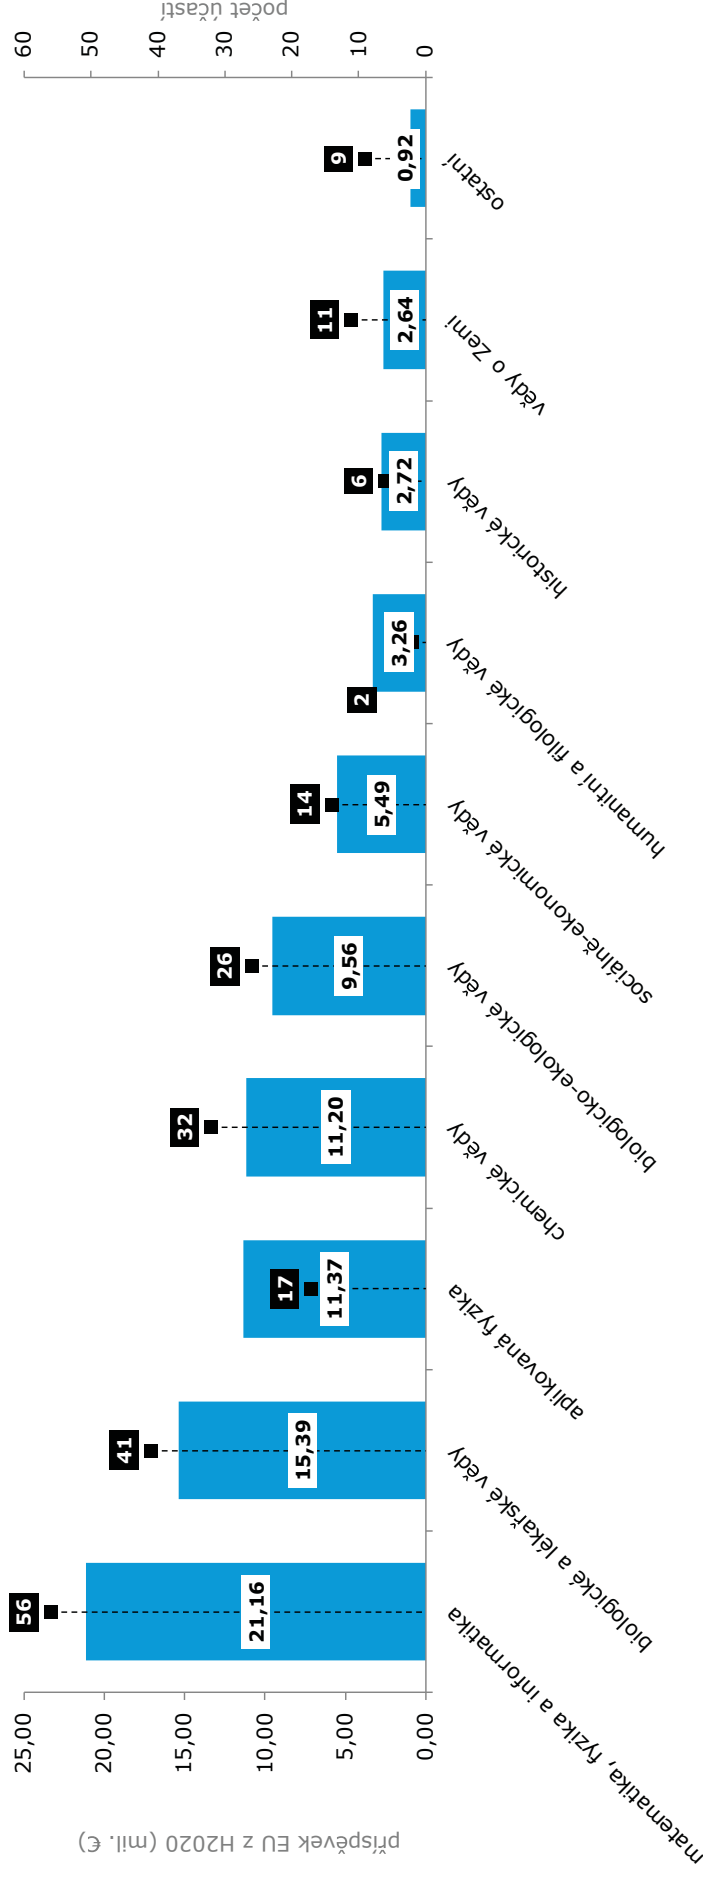 příspěvek EU z H2020 (mil. €)
25,00
20,00
15,00
10,00
5,00
0,00
56
41
17
32
26
14
2
6
11
9
21,16
15,39
11,37
11,20
9,56
5,49
3,26
2,72
2,64
0,92
matematika, fyzika a informatika
biologické a lékařské vědy
aplikovaná fyzika
chemické vědy
biologicko-ekologické vědy
sociálně-ekonomické vědy
humanitní a filologické vědy
historické vědy
vědy o Zemi
ostatní
60
50
40
30
20
10
0
počet účastí